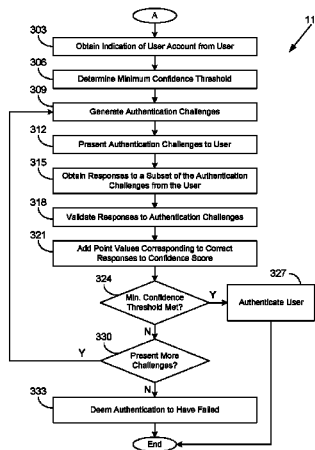 A
11
303
Obtain Indication of User Account from User
306
Determine Minimum Confidence Threshold
309
Generate Authentication Challenges
312
Present Authentication Challenges to User
315
Obtain Responses to a Subset of the Authentication
Challenges from the User
318
Validate Responses to Authentication Challenges
321
Add Point Values Corresponding to Correct
Responses to Confidence Score
324
Min. Confidence
Threshold Met?
Y
327
Authenticate User
N
330
Present More
Challenges?
Y
N
333
Deem Authentication to Have Failed
End